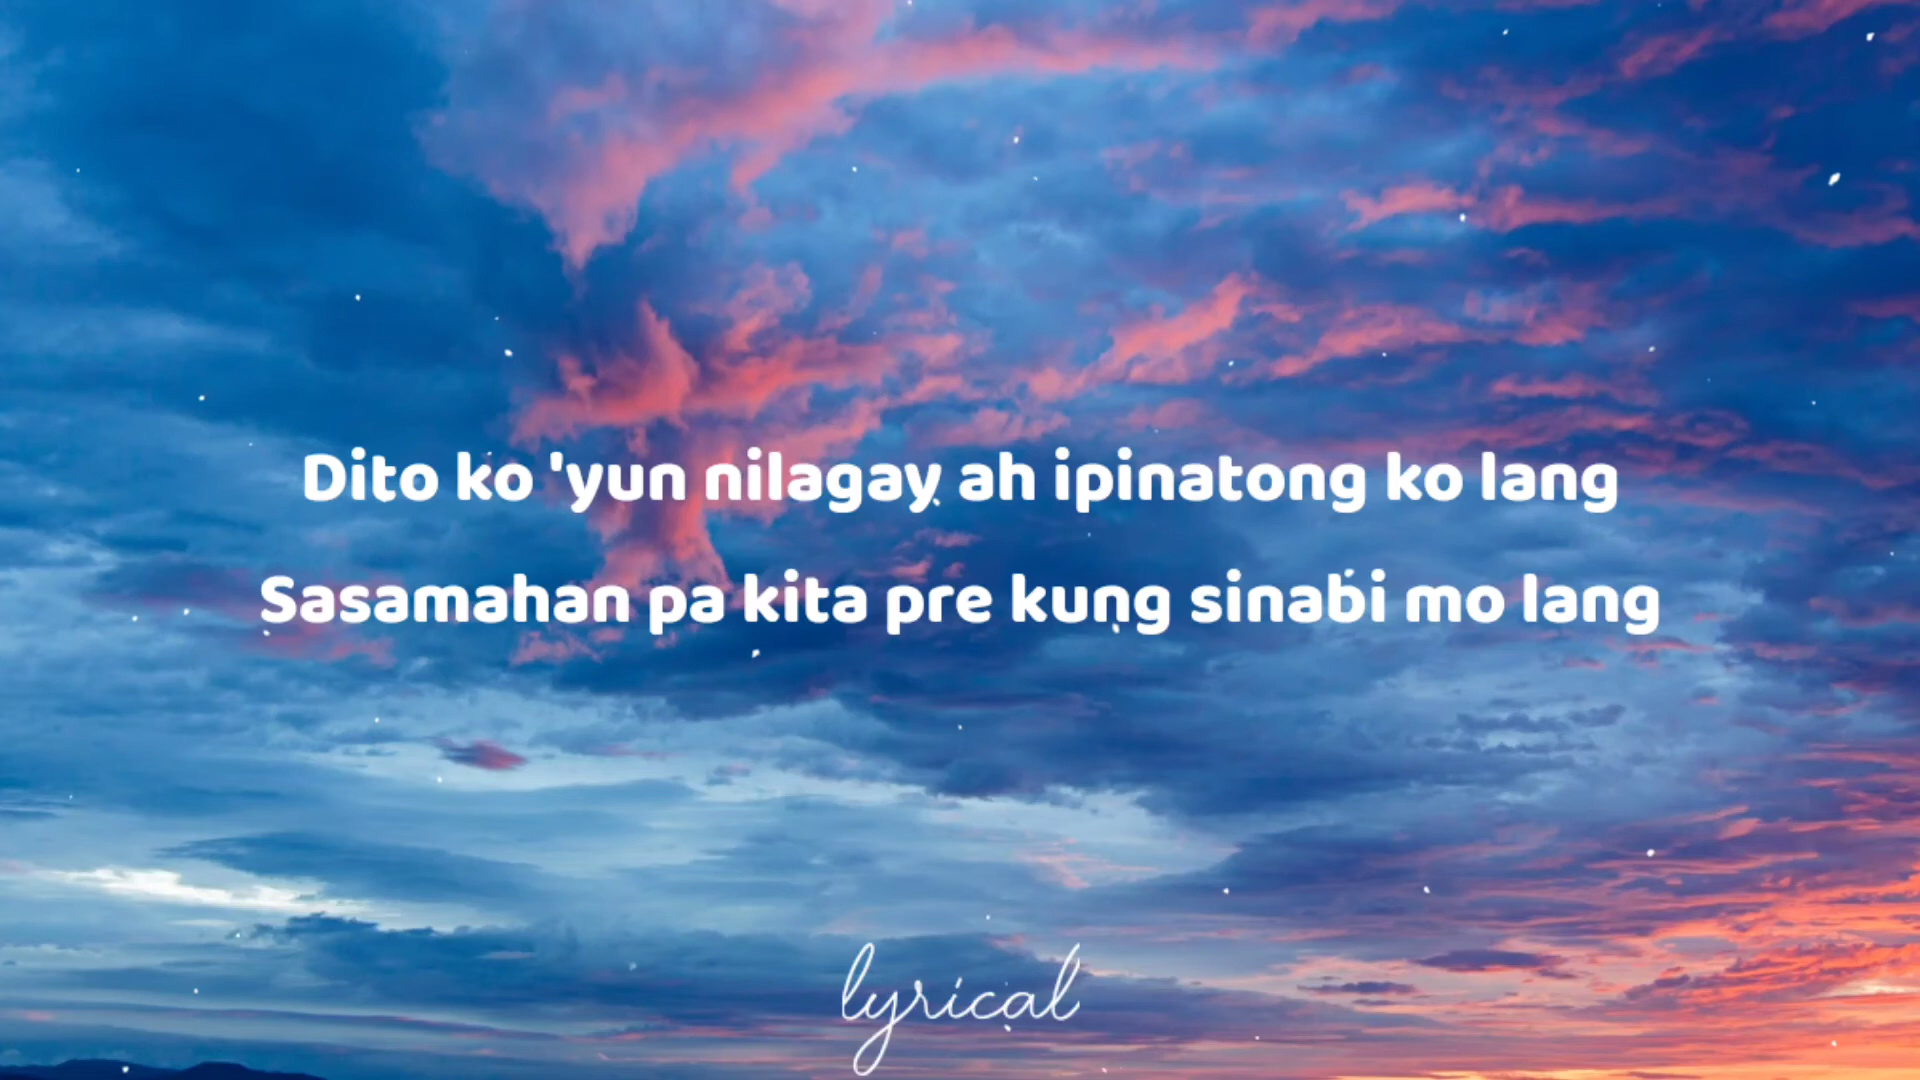 Dito ko 'yun nilagay ah ipinatong ko lang
Sasamahan pa kita pre kung sinabi mo lang
lyrical